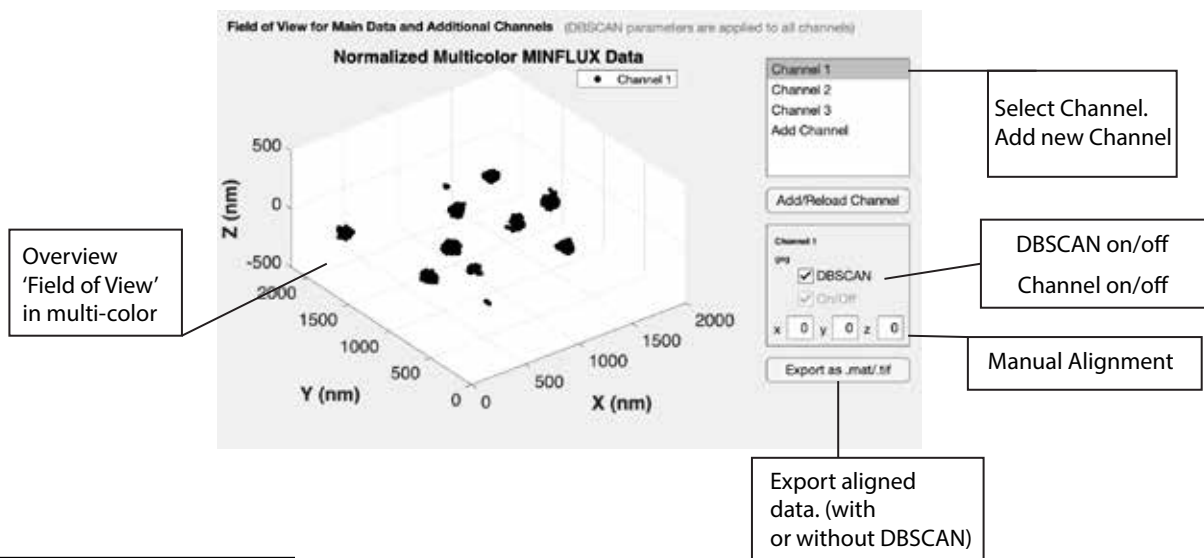 Field of View for Main Data and Additional Channels (DBSCAN parameters are applied to all channels)
Normalized Multicolor MINFLUX Data
Channel 1
Z (nm)
500
0
-500
2000
1500
1000
500
0
Y (nm)
0
500
1000
1500
2000
X (nm)
Channel 1
Channel 2
Channel 3
Add Channel
Add/Reload Channel
Channel 1
gag
DBSCAN
On/Off
x 0 y 0 z 0
Export as .mat/.tif
Overview
‘Field of View’
in multi-color
Select Channel.
Add new Channel
DBSCAN on/off
Channel on/off
Manual Alignment
Export aligned
data. (with
or without DBSCAN)